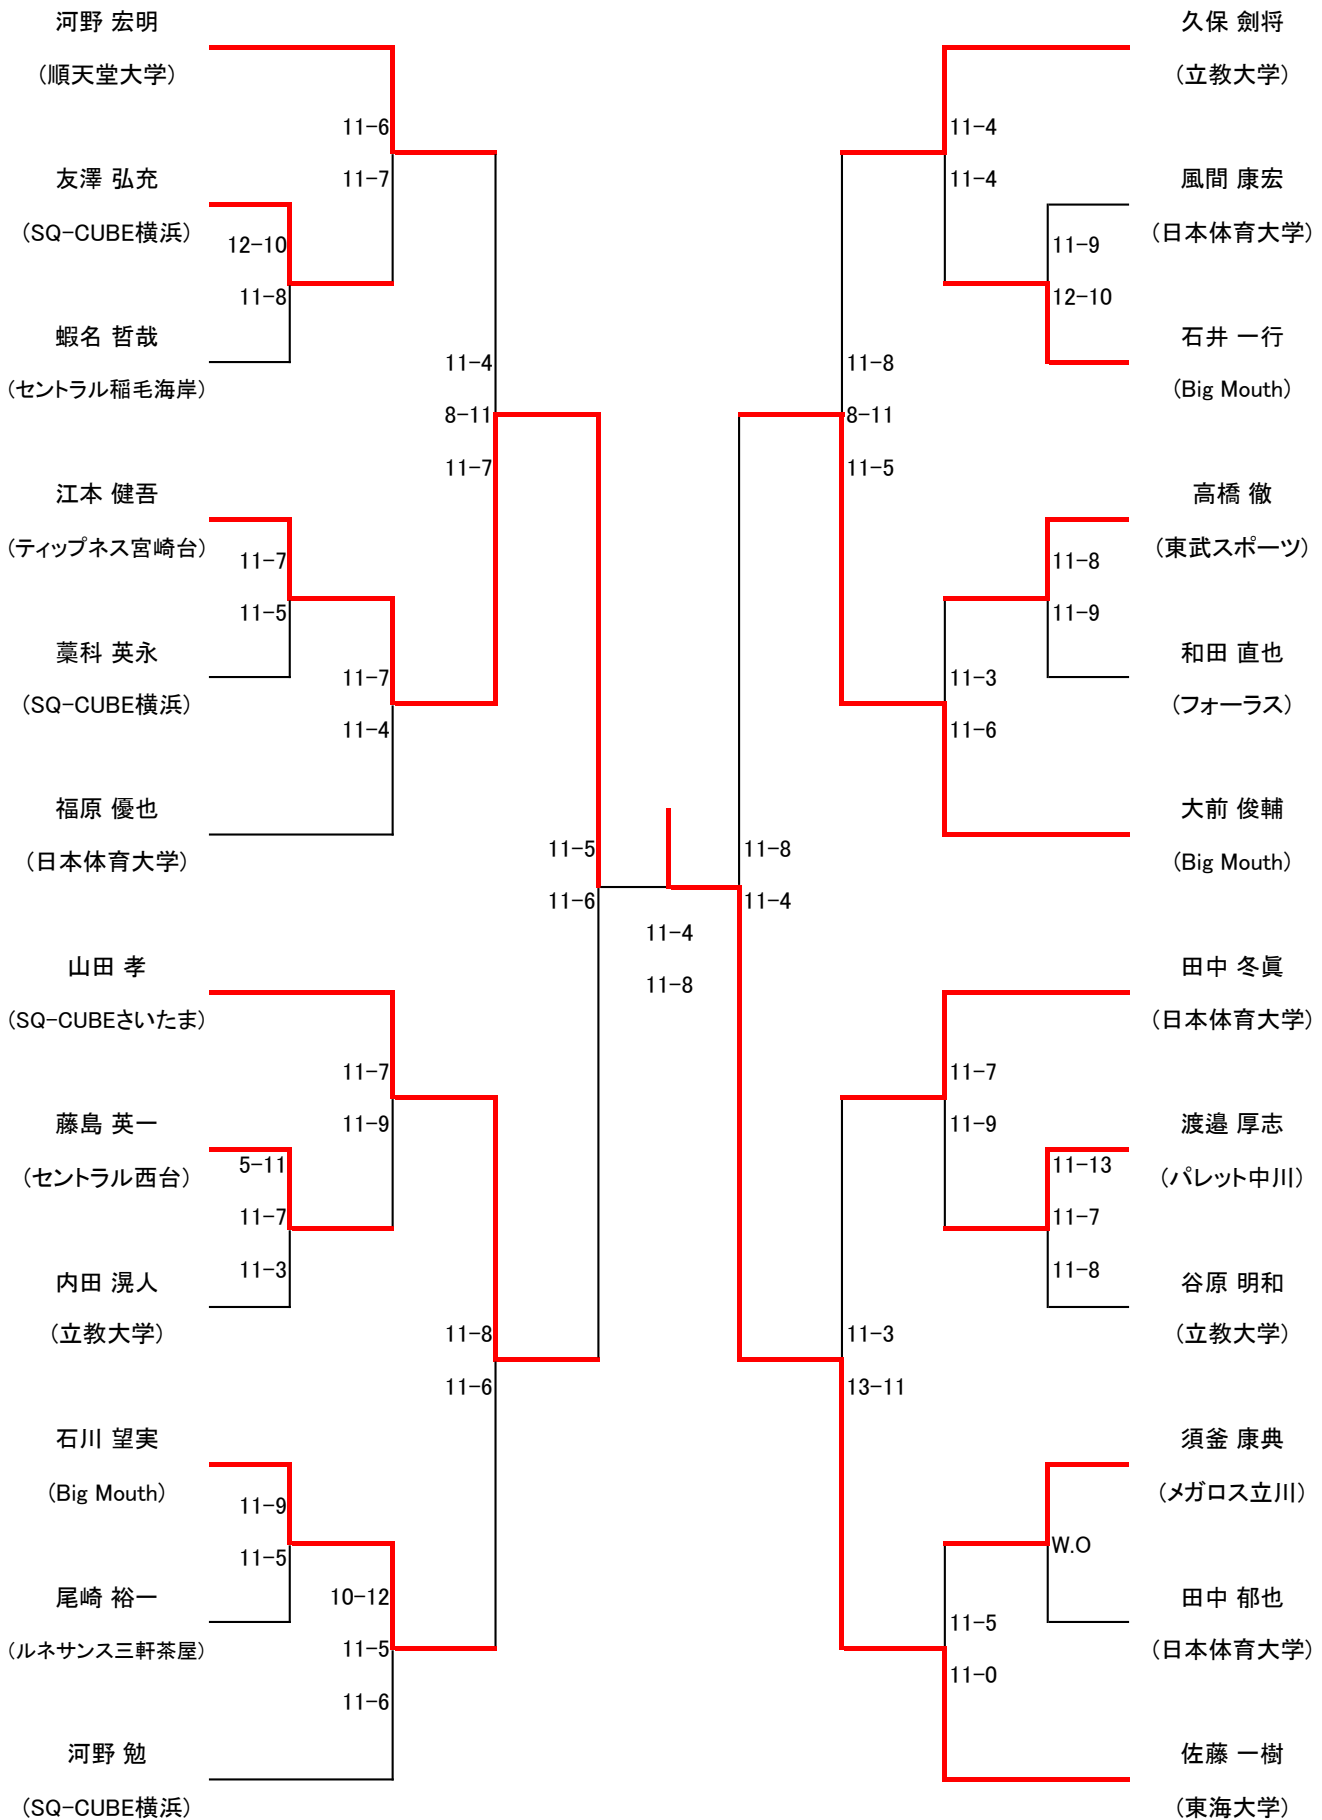 河野 宏明
(順天堂大学)
11-6
11-7
友澤 弘充
(SQ-CUBE横浜)
12-10
11-8
蝦名 哲哉
(セントラル稲毛海岸)
11-4
8-11
11-7
江本 健吾
(ティップネス宮崎台)
11-7
11-5
藁科 英永
(SQ-CUBE横浜)
11-7
11-4
福原 優也
(日本体育大学)
11-5
11-6
山田 孝
(SQ-CUBEさいたま)
11-7
11-9
藤島 英一
(セントラル西台)
5-11
11-7
11-3
内田 滉人
(立教大学)
11-8
11-6
石川 望実
(Big Mouth)
11-9
11-5
尾崎 裕一
(ルネサンス三軒茶屋)
10-12
11-5
11-6
河野 勉
(SQ-CUBE横浜)
11-4
11-8
久保 劍将
(立教大学)
11-4
11-4
風間 康宏
(日本体育大学)
11-9
12-10
石井 一行
(Big Mouth)
11-8
8-11
11-5
高橋 徹
(東武スポーツ)
11-8
11-9
和田 直也
(フォーラス)
11-3
11-6
大前 俊輔
(Big Mouth)
11-8
11-4
田中 冬眞
(日本体育大学)
11-7
11-9
渡邉 厚志
(パレット中川)
11-13
11-7
11-8
谷原 明和
(立教大学)
11-3
13-11
須釜 康典
(メガロス立川)
W.O
田中 郁也
(日本体育大学)
11-5
11-0
佐藤 一樹
(東海大学)